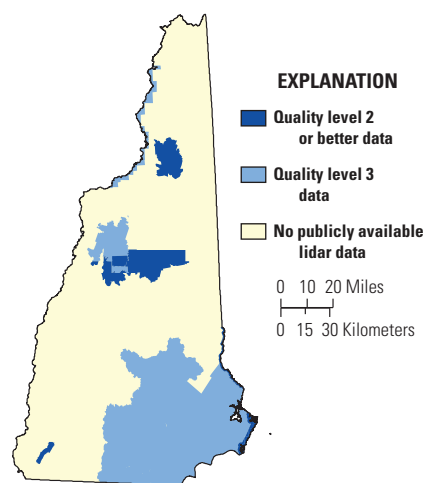 EXPLANATION
Quality level 2
or better data
Quality level 3
data
No publicly available
lidar data
0 10 20 Miles
0 15 30 Kilometers